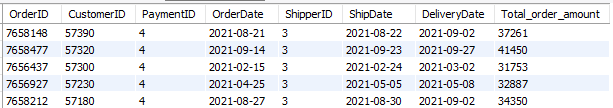 OrderID CustomerID PaymentID OrderDate ShipperID ShipDate DeliveryDate Total_order_amount
7658148 57390 4 2021-08-21 3 2021-08-22 2021-09-02 37261
7658477 57320 4 2021-09-14 3 2021-09-23 2021-09-27 41450
7656437 57300 4 2021-02-15 3 2021-02-24 2021-03-02 31753
7656927 57230 4 2021-04-25 3 2021-05-05 2021-05-08 32887
7658212 57180 4 2021-08-27 3 2021-08-30 2021-09-02 34350